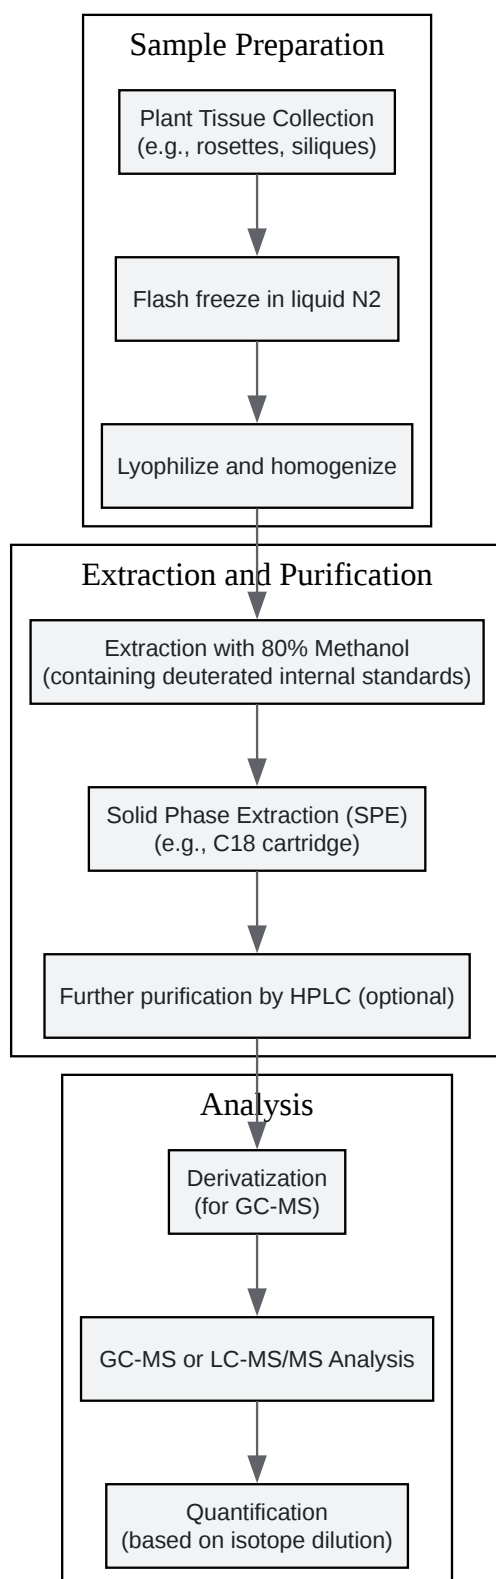 Sample Preparation
Plant Tissue Collection
(e.g., rosettes, siliques)
Flash freeze in liquid N2
Lyophilize and homogenize
Extraction and Purification
Extraction with 80% Methanol
(containing deuterated internal standards)
Solid Phase Extraction (SPE)
(e.g., C18 cartridge)
Further purification by HPLC (optional)
Analysis
Derivatization
(for GC-MS)
GC-MS or LC-MS/MS Analysis
Quantification
(based on isotope dilution)